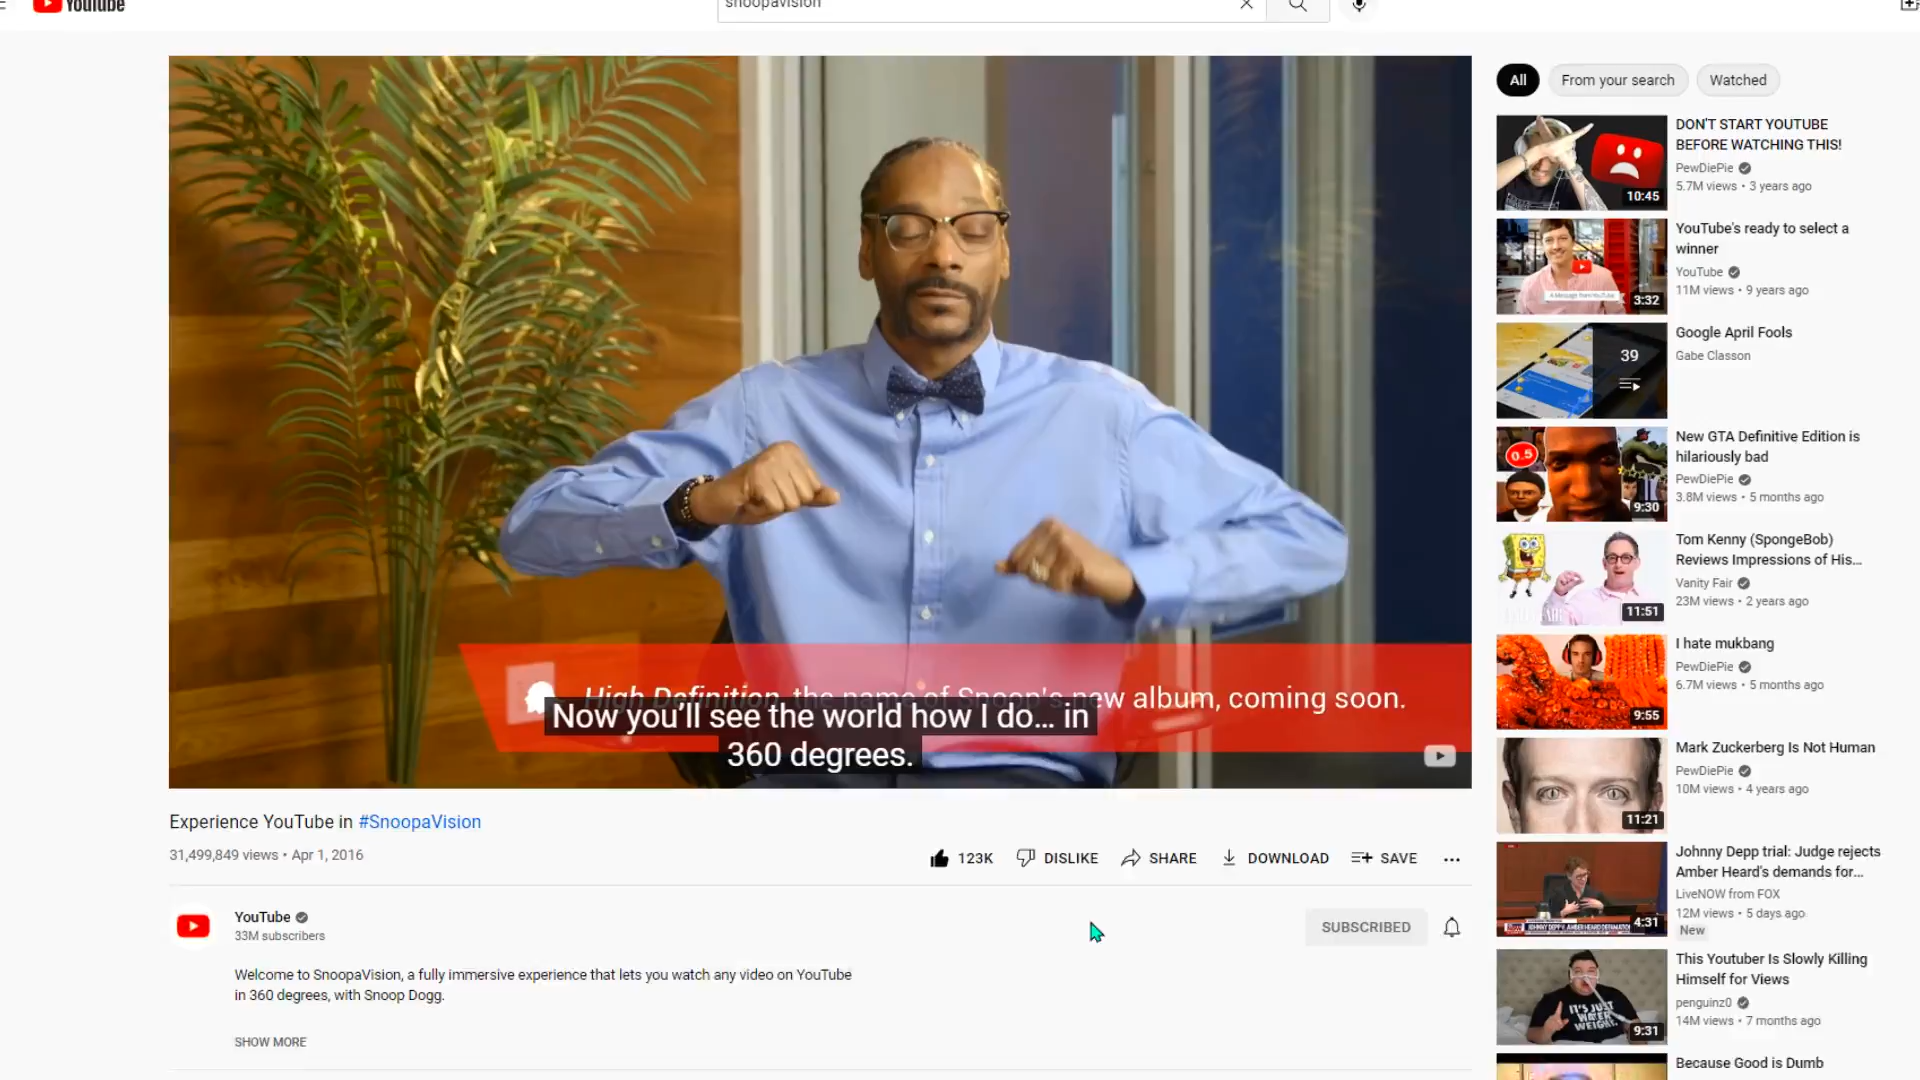 YouTube
snoopavision
High Definition, the name of Snoop's new album, coming soon.
Now you'll see the world how I do... in
360 degrees.
Experience YouTube in #SnoopaVision
31,499,849 views • Apr 1, 2016
123K
DISLIKE
SHARE
DOWNLOAD
SAVE
YouTube
33M subscribers
SUBSCRIBED
Welcome to SnoopaVision, a fully immersive experience that lets you watch any video on YouTube
in 360 degrees, with Snoop Dogg.
SHOW MORE
All
From your search
Watched
10:45
DON'T START YOUTUBE
BEFORE WATCHING THIS!
PewDiePie
5.7M views • 3 years ago
3:32
YouTube's ready to select a
winner
YouTube
11M views • 9 years ago
39
Google April Fools
Gabe Classon
0.5
9:30
New GTA Definitive Edition is
hilariously bad
PewDiePie
3.8M views • 5 months ago
11:51
Tom Kenny (SpongeBob)
Reviews Impressions of His...
Vanity Fair
23M views • 2 years ago
9:55
I hate mukbang
PewDiePie
6.7M views • 5 months ago
11:21
Mark Zuckerberg Is Not Human
PewDiePie
10M views • 4 years ago
4:31
Johnny Depp trial: Judge rejects
Amber Heard's demands for...
LiveNOW from FOX
12M views • 5 days ago
New
IT'S JUST
WATER
WEIGHT
9:31
This Youtuber Is Slowly Killing
Himself for Views
penguinz0
14M views • 7 months ago
Because Good is Dumb